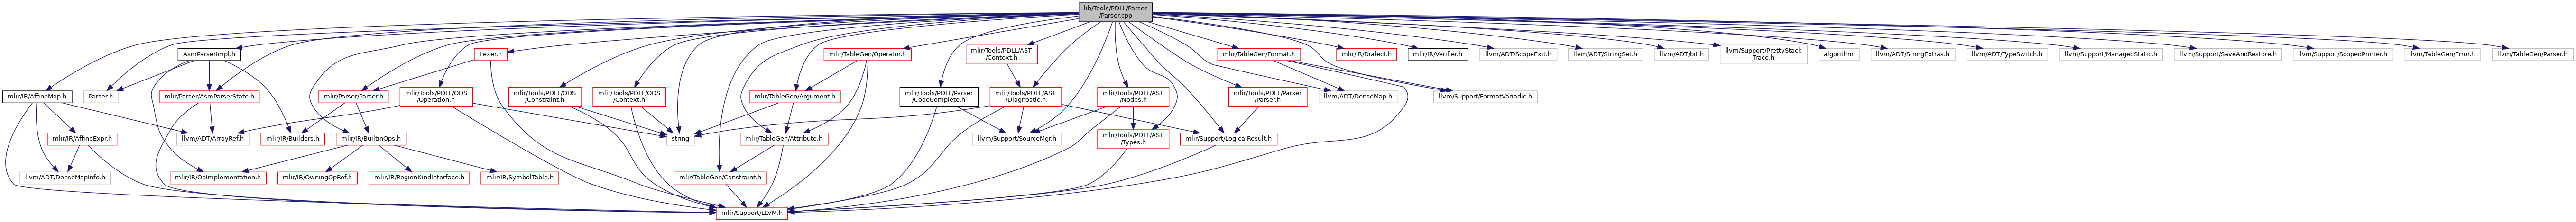 lib/Tools/PDLL/Parser
/Parser.cpp
AsmParserImpl.h
Lexer.h
mlir/Tools/PDLL/AST
/Context.h
mlir/TableGen/Operator.h
mlir/TableGen/Format.h
mlir/IR/Dialect.h
mlir/IR/Verifier.h
llvm/ADT/ScopeExit.h
llvm/ADT/StringSet.h
llvm/ADT/bit.h
llvm/Support/PrettyStack
Trace.h
algorithm
llvm/ADT/StringExtras.h
llvm/ADT/TypeSwitch.h
llvm/Support/ManagedStatic.h
llvm/Support/SaveAndRestore.h
llvm/Support/ScopedPrinter.h
llvm/TableGen/Error.h
llvm/TableGen/Parser.h
mlir/IR/AffineMap.h
Parser.h
mlir/Parser/AsmParserState.h
mlir/Parser/Parser.h
mlir/Tools/PDLL/ODS
/Operation.h
mlir/Tools/PDLL/ODS
/Constraint.h
mlir/Tools/PDLL/ODS
/Context.h
mlir/TableGen/Argument.h
mlir/Tools/PDLL/Parser
/CodeComplete.h
mlir/Tools/PDLL/AST
/Diagnostic.h
mlir/Tools/PDLL/AST
/Nodes.h
mlir/Tools/PDLL/Parser
/Parser.h
llvm/ADT/DenseMap.h
llvm/Support/FormatVariadic.h
mlir/IR/AffineExpr.h
llvm/ADT/ArrayRef.h
mlir/IR/Builders.h
mlir/IR/BuiltinOps.h
string
mlir/TableGen/Attribute.h
llvm/Support/SourceMgr.h
mlir/Tools/PDLL/AST
/Types.h
mlir/Support/LogicalResult.h
llvm/ADT/DenseMapInfo.h
mlir/IR/OpImplementation.h
mlir/IR/OwningOpRef.h
mlir/IR/RegionKindInterface.h
mlir/IR/SymbolTable.h
mlir/TableGen/Constraint.h
mlir/Support/LLVM.h